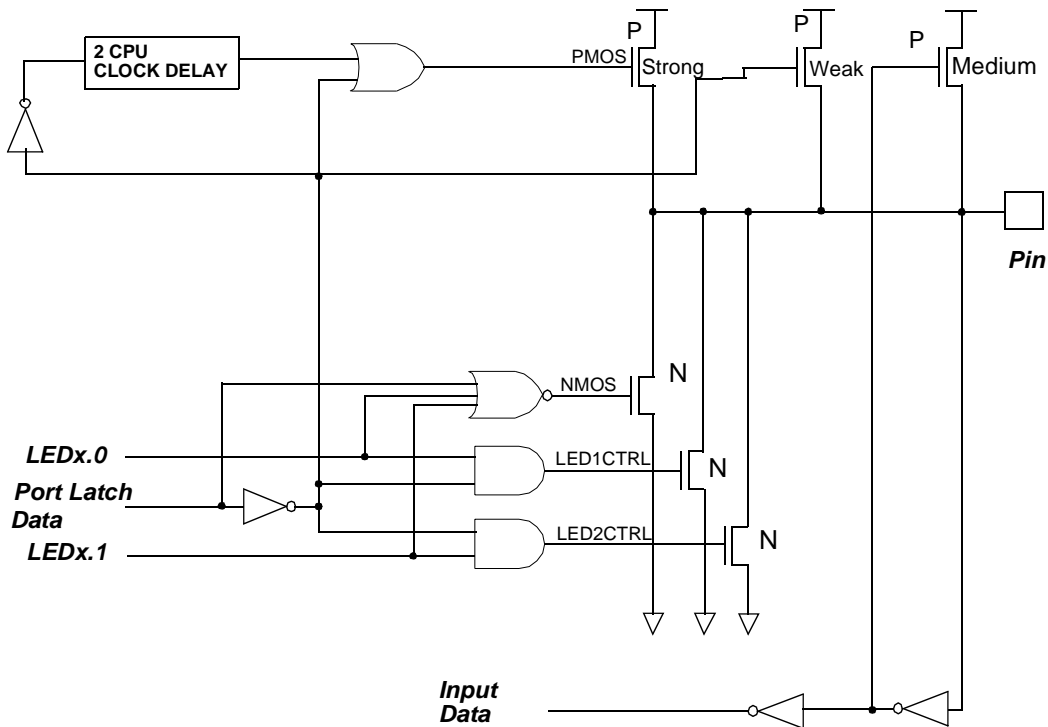 P
P
P
2 CPU
CLOCK DELAY
PMOS
Strong
Weak
Medium
Pin
N
NMOS
LEDx.0
LED1CTRL
N
Port Latch
Data
LEDx.1
LED2CTRL
N
Input
Data